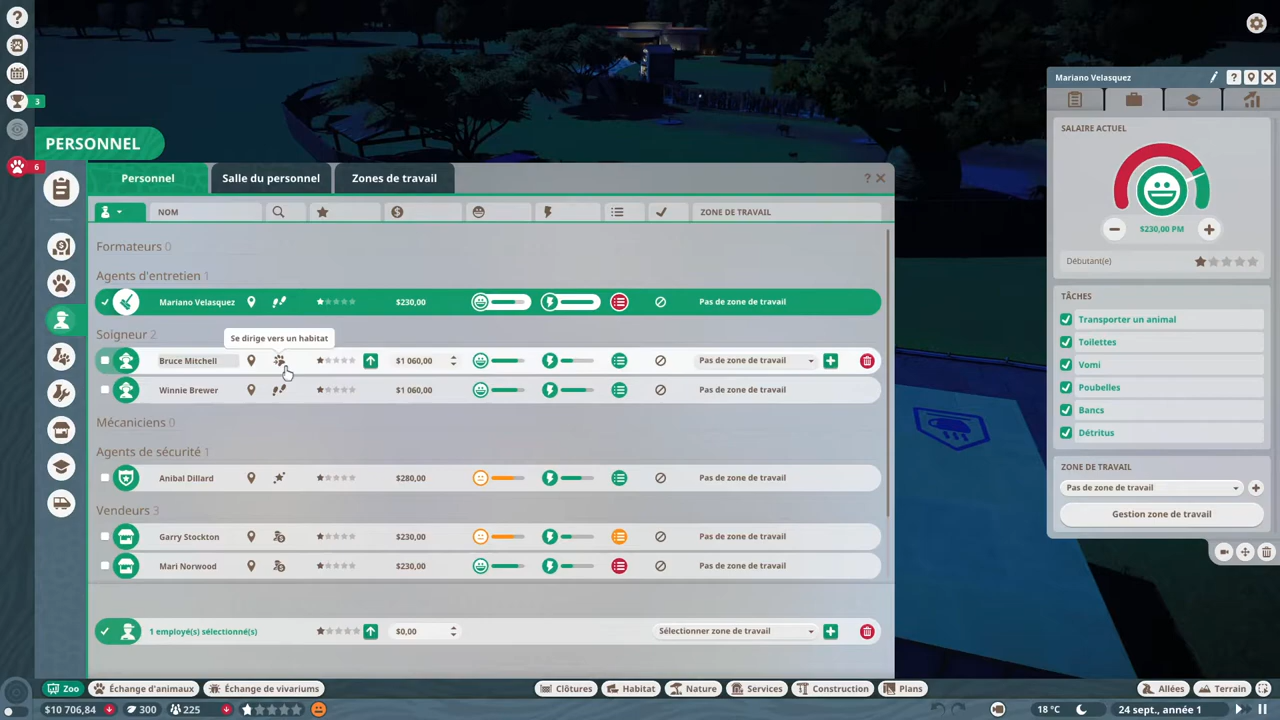 Mariano Velasquez
3
PERSONNEL
6
SALAIRE ACTUEL
$230,00 PM
Débutant(e)
Personnel
Salle du personnel
Zones de travail
NOM
ZONE DE TRAVAIL
Formateurs 0
Agents d'entretien 1
Mariano Velasquez $230,00 Pas de zone de travail
Soigneur 2
Se dirige vers un habitat
Bruce Mitchell $1 060,00 Pas de zone de travail
Winnie Brewer $1 060,00 Pas de zone de travail
Mécaniciens 0
Agents de sécurité 1
Anibal Dillard $280,00 Pas de zone de travail
Vendeurs 3
Garry Stockton $230,00 Pas de zone de travail
Mari Norwood $230,00 Pas de zone de travail
1 employé(s) sélectionné(s) $0,00 Sélectionner zone de travail
TÂCHES
Transporter un animal
Toilettes
Vomi
Poubelles
Bancs
Détritus
ZONE DE TRAVAIL
Pas de zone de travail
Gestion zone de travail
Zoo
Échange d'animaux
Échange de vivariums
Clôtures
Habitat
Nature
Services
Construction
Plans
Allées
Terrain
$10 706,84
300
225
18 °C
24 sept., année 1